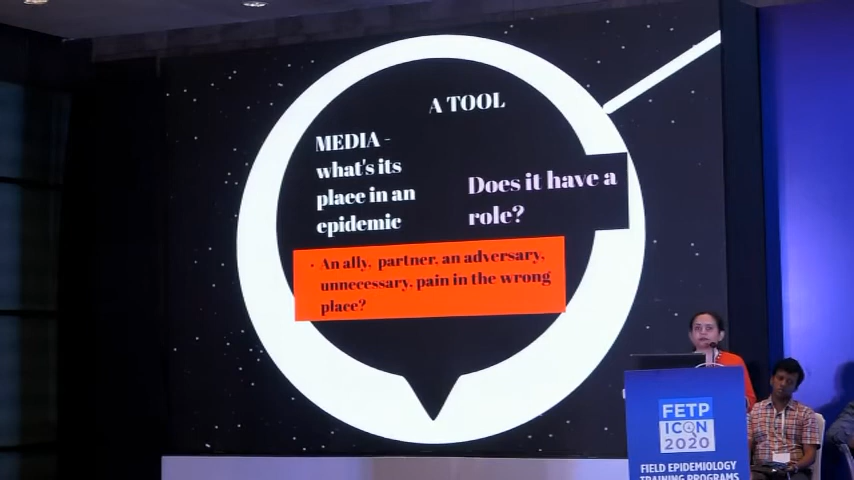 A TOOL
MEDIA -
what's its
place in an
epidemic
Does it have a
role?
· An ally, partner, an adversary,
unnecessary, pain in the wrong
place?
FETP
ICON
2020
FIELD EPIDEMIOLOGY
TRAINING PROGRAMS